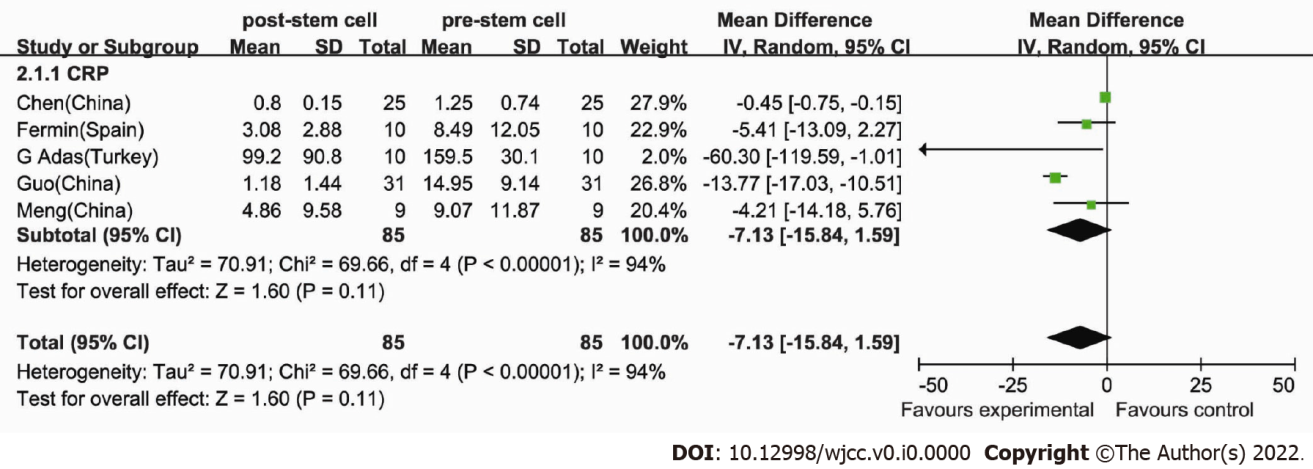 post-stem cell pre-stem cell Mean Difference Mean Difference
Study or Subgroup Mean SD Total Mean SD Total Weight IV, Random, 95% CI IV, Random, 95% CI
2.1.1 CRP
Chen(China) 0.8 0.15 25 1.25 0.74 25 27.9% -0.45 [-0.75, -0.15]
Fermin(Spain) 3.08 2.88 10 8.49 12.05 10 22.9% -5.41 [-13.09, 2.27]
G Adas(Turkey) 99.2 90.8 10 159.5 30.1 10 2.0% -60.30 [-119.59, -1.01]
Guo(China) 1.18 1.44 31 14.95 9.14 31 26.8% -13.77 [-17.03, -10.51]
Meng(China) 4.86 9.58 9 9.07 11.87 9 20.4% -4.21 [-14.18, 5.76]
Subtotal (95% CI) 85 85 100.0% -7.13 [-15.84, 1.59]
Heterogeneity: Tau² = 70.91; Chi² = 69.66, df = 4 (P < 0.00001); I² = 94%
Test for overall effect: Z = 1.60 (P = 0.11)
Total (95% CI) 85 85 100.0% -7.13 [-15.84, 1.59]
Heterogeneity: Tau² = 70.91; Chi² = 69.66, df = 4 (P < 0.00001); I² = 94%
Test for overall effect: Z = 1.60 (P = 0.11)
-50 -25 0 25 50
Favours experimental Favours control
DOI: 10.12998/wjcc.v0.i0.0000 Copyright ©The Author(s) 2022.